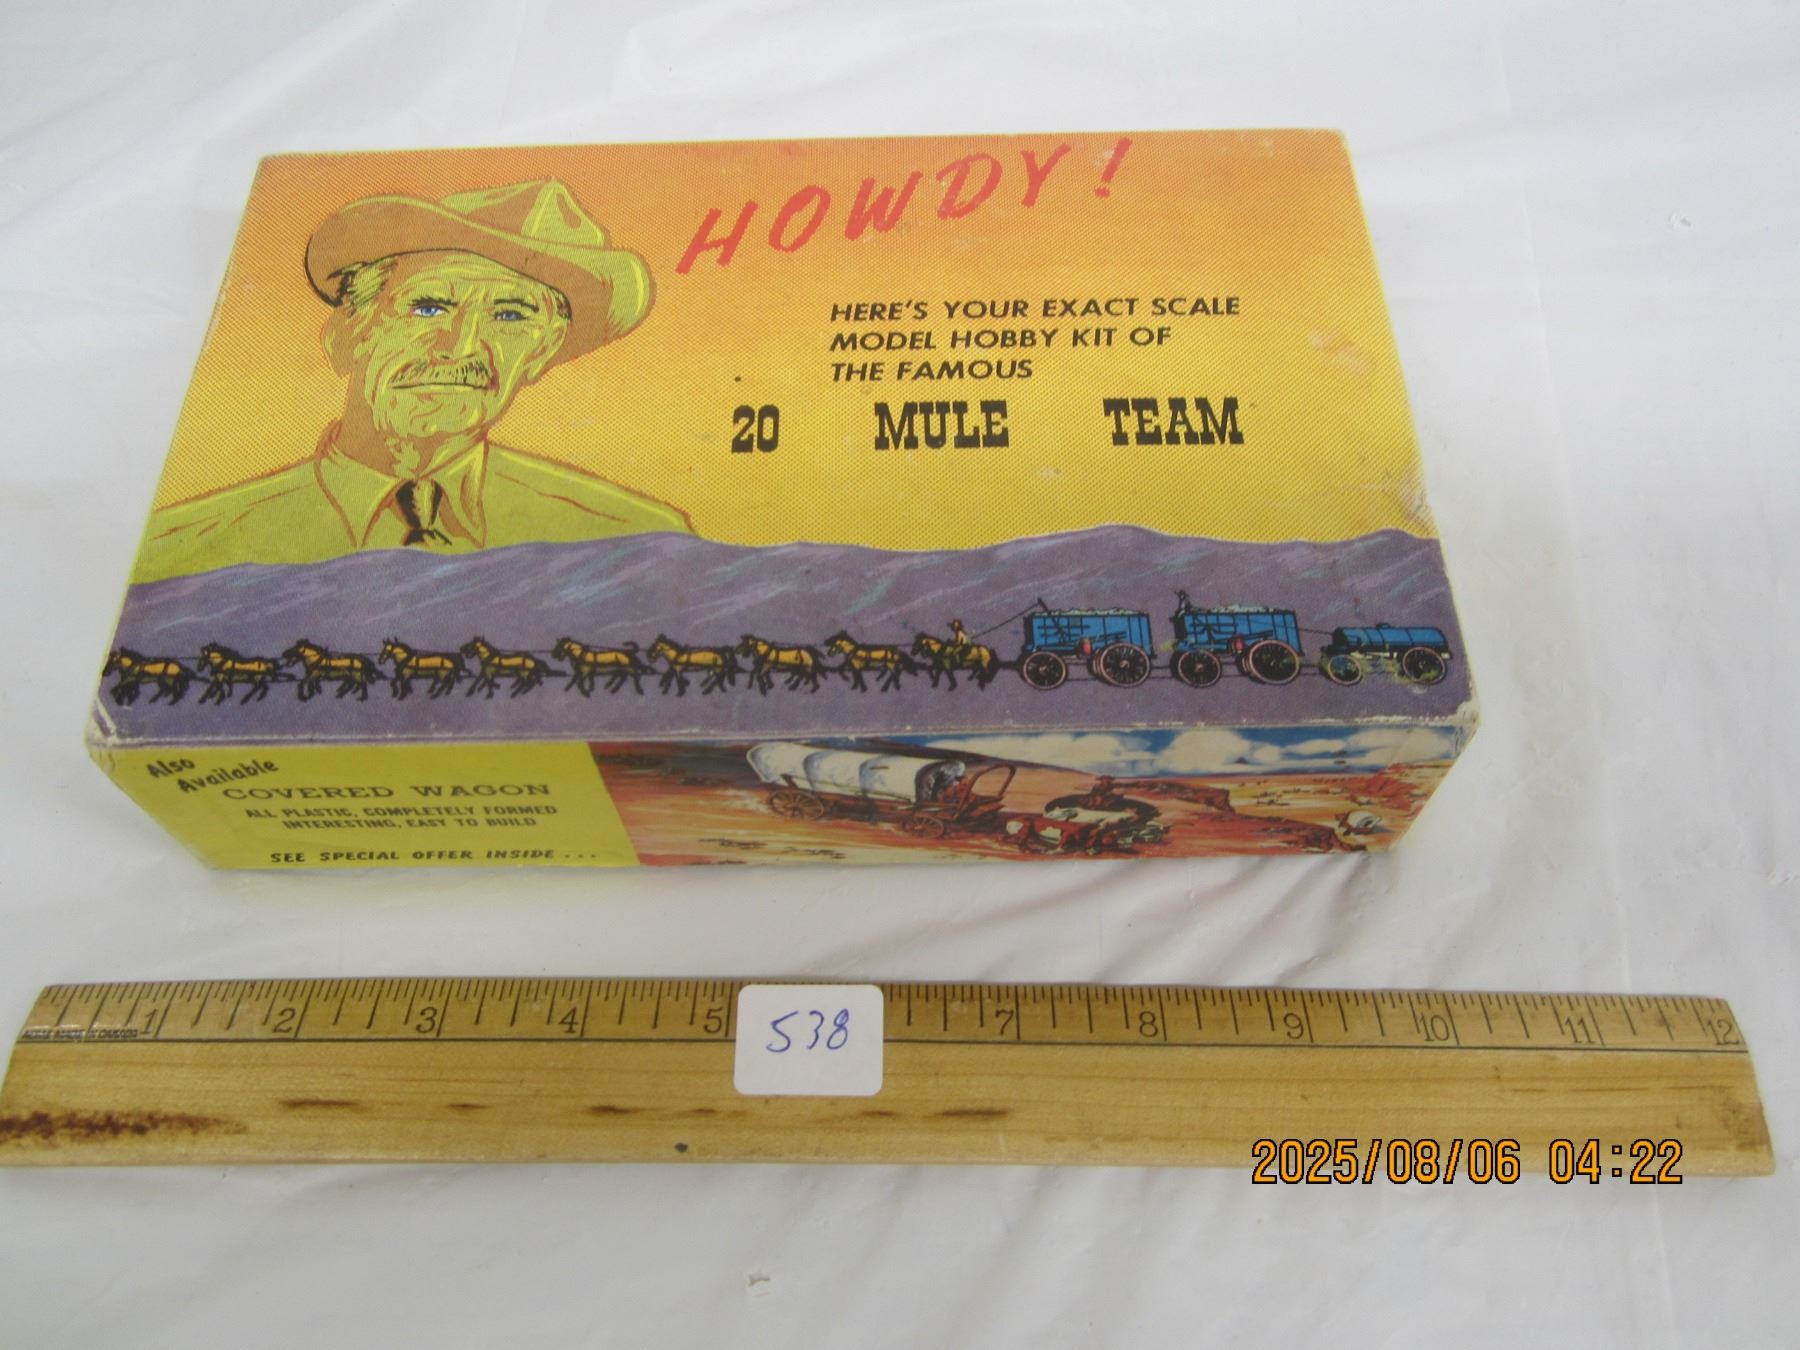 HOWDY!
HERE'S YOUR EXACT SCALE
MODEL HOBBY KIT OF
THE FAMOUS
20 MULE TEAM
Also
Available
COVERED WAGON
ALL PLASTIC, COMPLETELY FORMED
INTERESTING, EASY TO BUILD
SEE SPECIAL OFFER INSIDE...
1 2 3 4 5 7 8 9 10 11 12
538
2025/08/06 04:22